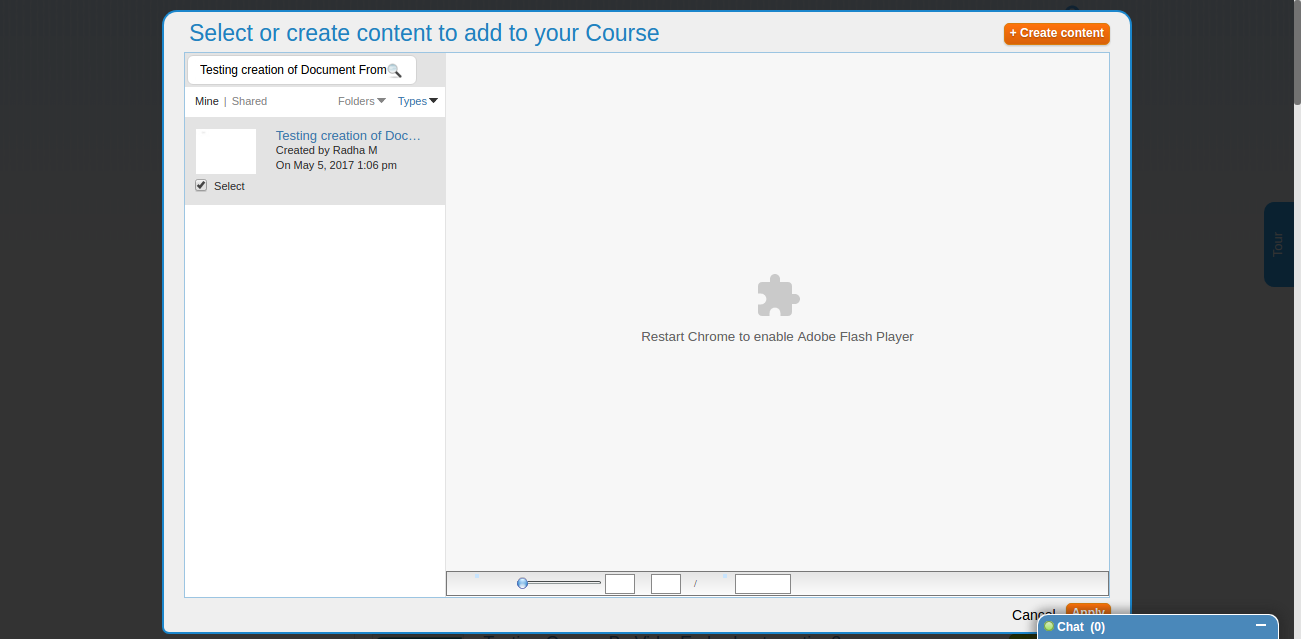 Select or create content to add to your Course
+ Create content
Testing creation of Document From
Mine | Shared
Folders
Types
Testing creation of Doc...
Created by Radha M
On May 5, 2017 1:06 pm
Select
Restart Chrome to enable Adobe Flash Player
/
Tour
Cancel
Apply
Chat (0)